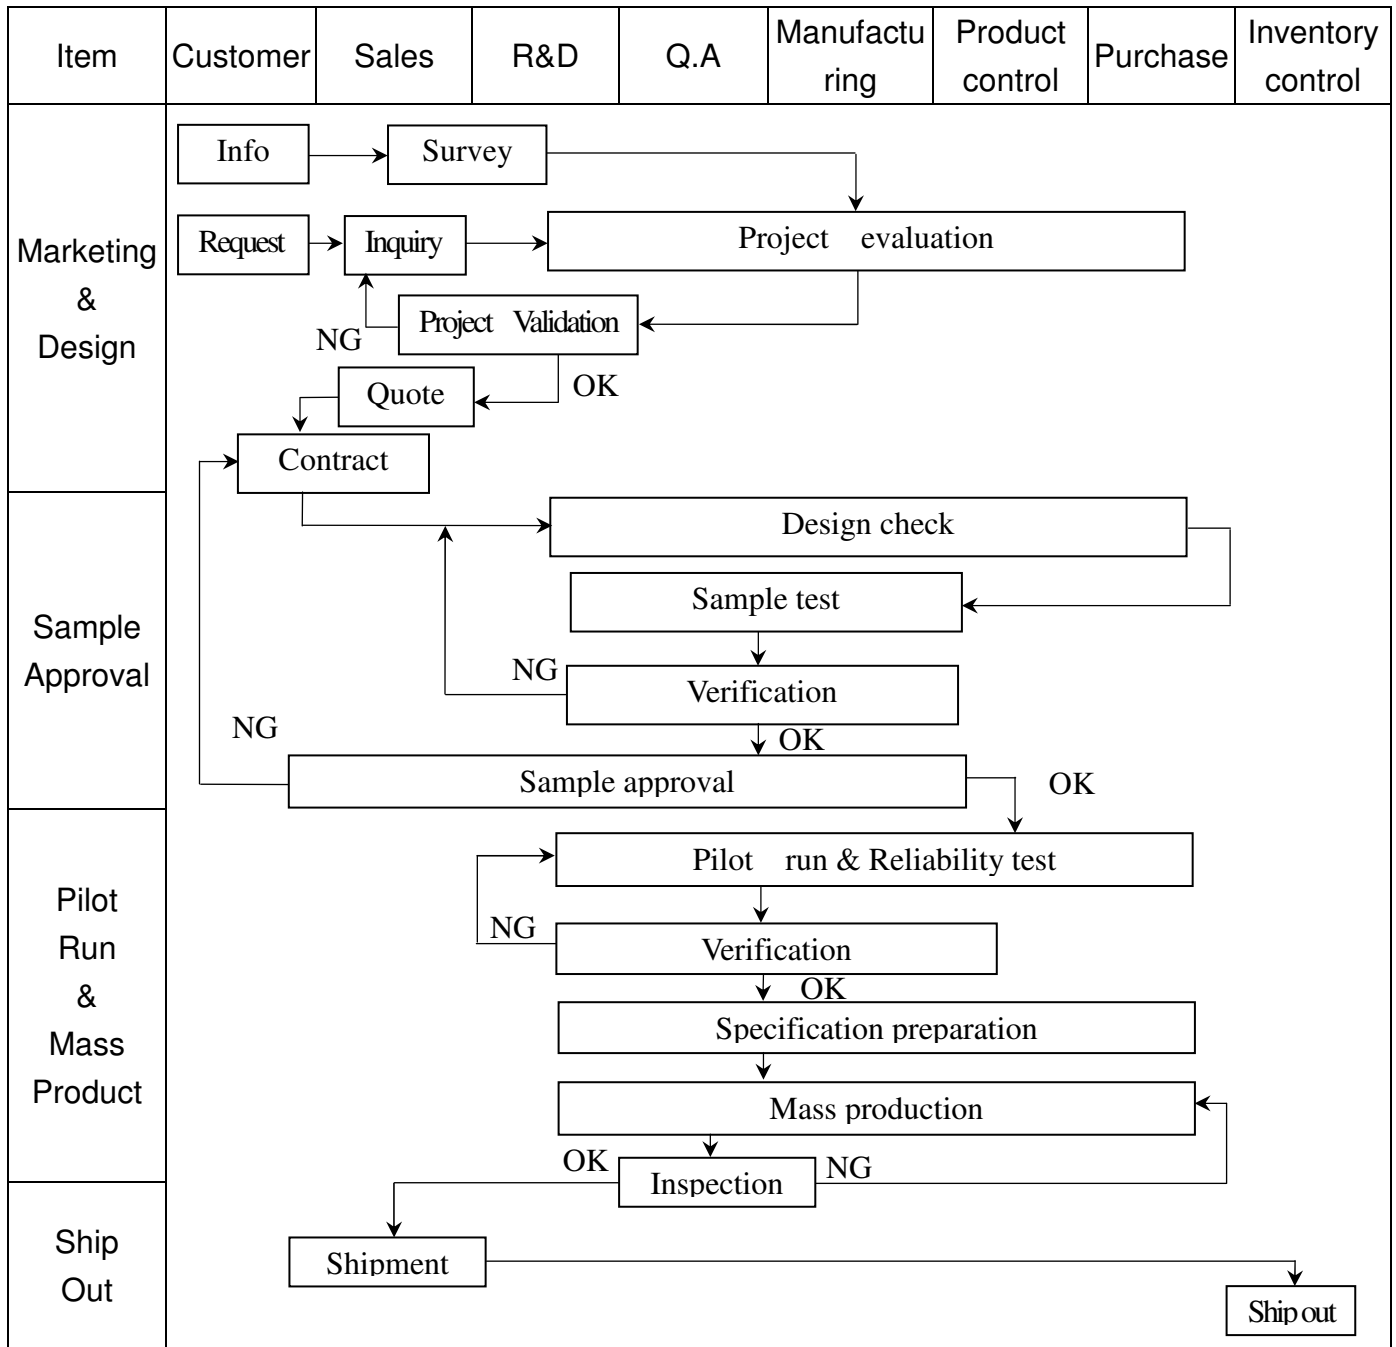 Item
Customer
Sales
R&D
Q.A
Manufactu
ring
Product
control
Purchase
Inventory
control
Marketing
&
Design
Info
Survey
Request
Inquiry
Project evaluation
NG
Project Validation
Quote
OK
Contract
Sample
Approval
Design check
Sample test
NG
Verification
NG
OK
Sample approval
OK
Pilot
Run
&
Mass
Product
Pilot run & Reliability test
NG
Verification
OK
Specification preparation
Mass production
OK
Inspection
NG
Ship
Out
Shipment
Ship out